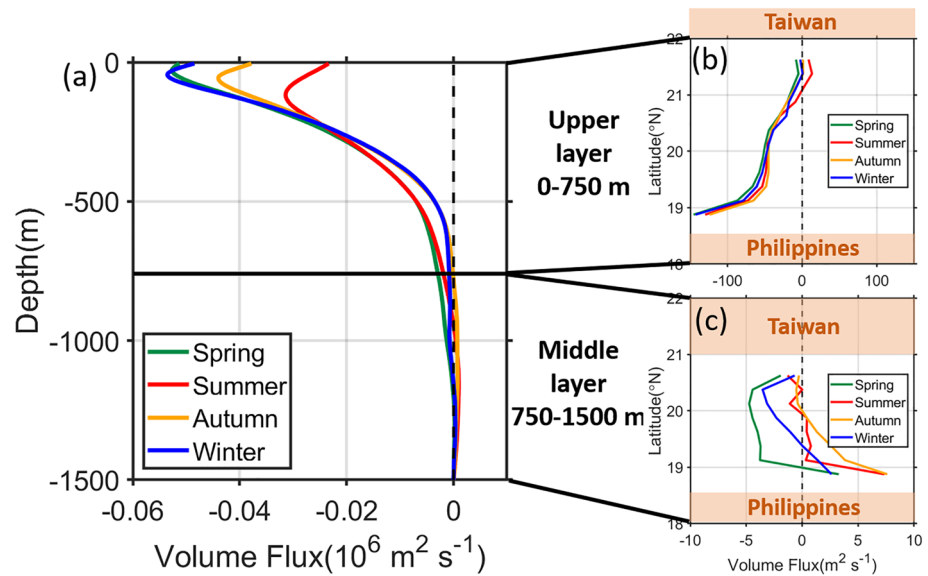 (a)
0
-500
-1000
-1500
Depth(m)
Spring
Summer
Autumn
Winter
-0.06
-0.04
-0.02
0
Volume Flux(10⁶ m² s⁻¹)
Upper
layer
0-750 m
Middle
layer
750-1500 m
Taiwan
(b)
22
21
20
19
18
Latitude(°N)
Spring
Summer
Autumn
Winter
Philippines
-100
0
100
(c)
Taiwan
22
21
20
19
18
Latitude(°N)
Spring
Summer
Autumn
Winter
Philippines
-10
-5
0
5
10
Volume Flux(m² s⁻¹)